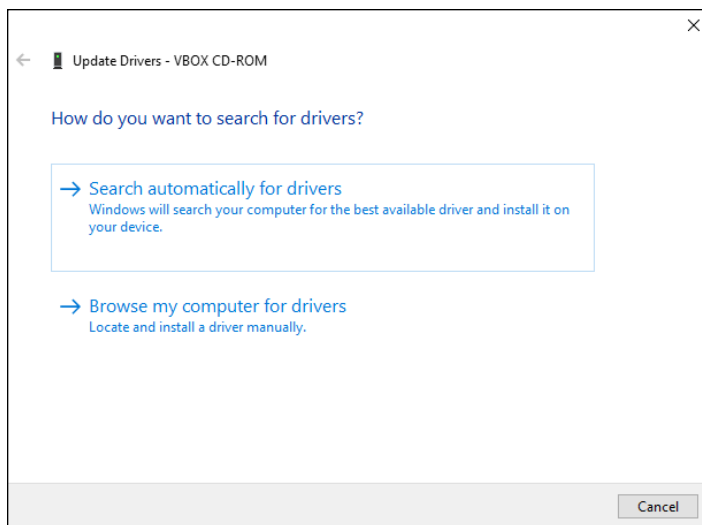 Update Drivers - VBOX CD-ROM
How do you want to search for drivers?
Search automatically for drivers
Windows will search your computer for the best available driver and install it on
your device.
Browse my computer for drivers
Locate and install a driver manually.
Cancel